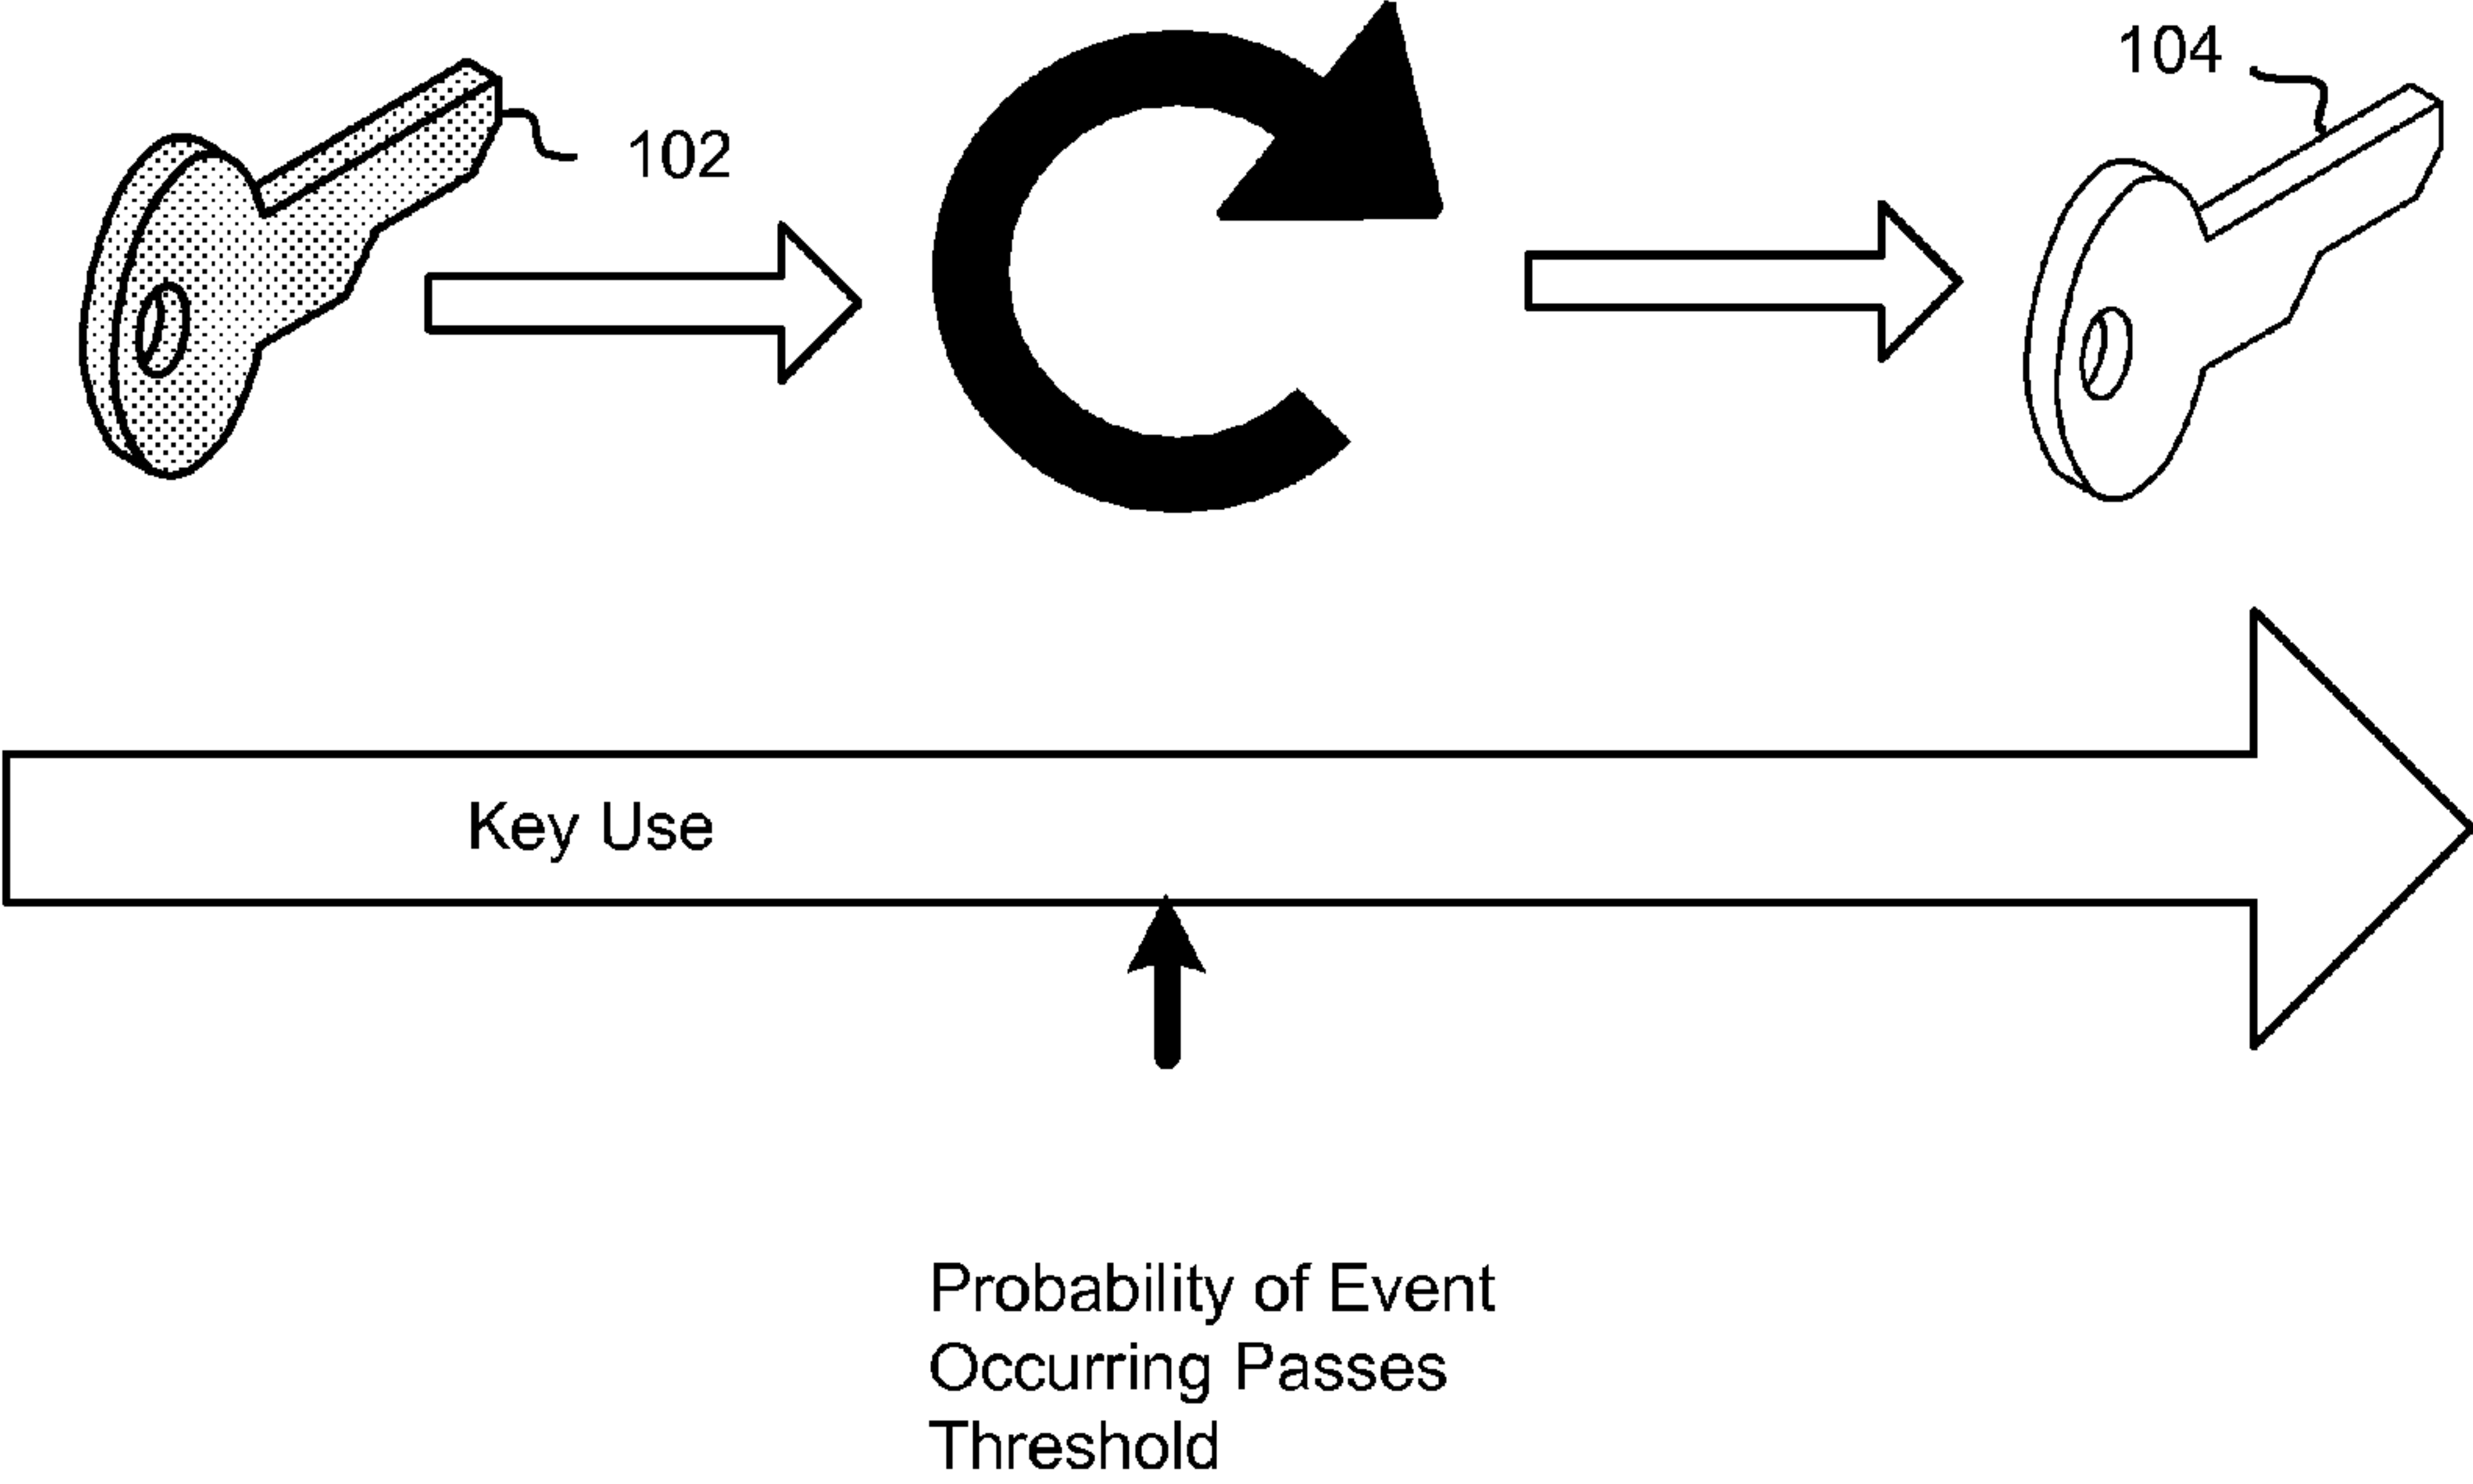 104
102
Key Use
Probability of Event
Occurring Passes
Threshold